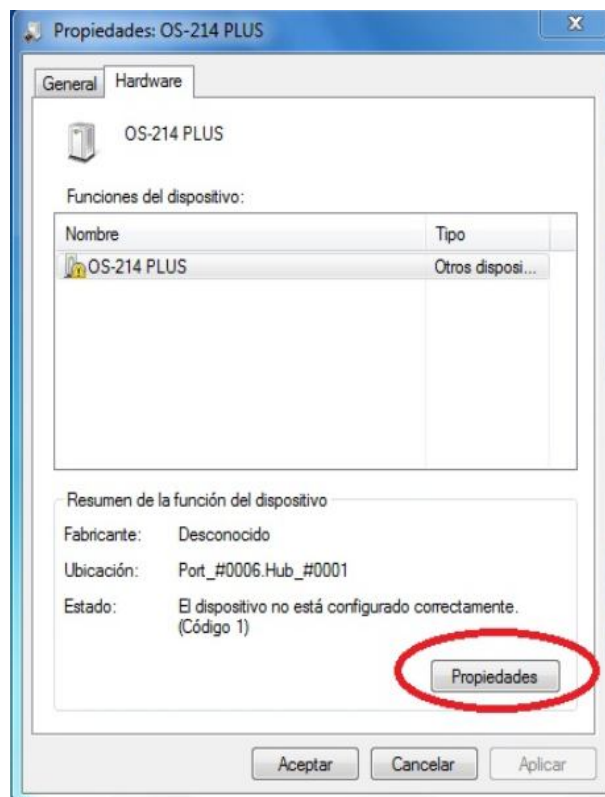 Propiedades: OS-214 PLUS
General Hardware
OS-214 PLUS
Funciones del dispositivo:
Nombre Tipo
OS-214 PLUS Otros disposi...
Resumen de la función del dispositivo
Fabricante: Desconocido
Ubicación: Port_#0006.Hub_#0001
Estado: El dispositivo no está configurado correctamente.
(Código 1)
Propiedades
Aceptar Cancelar Aplicar